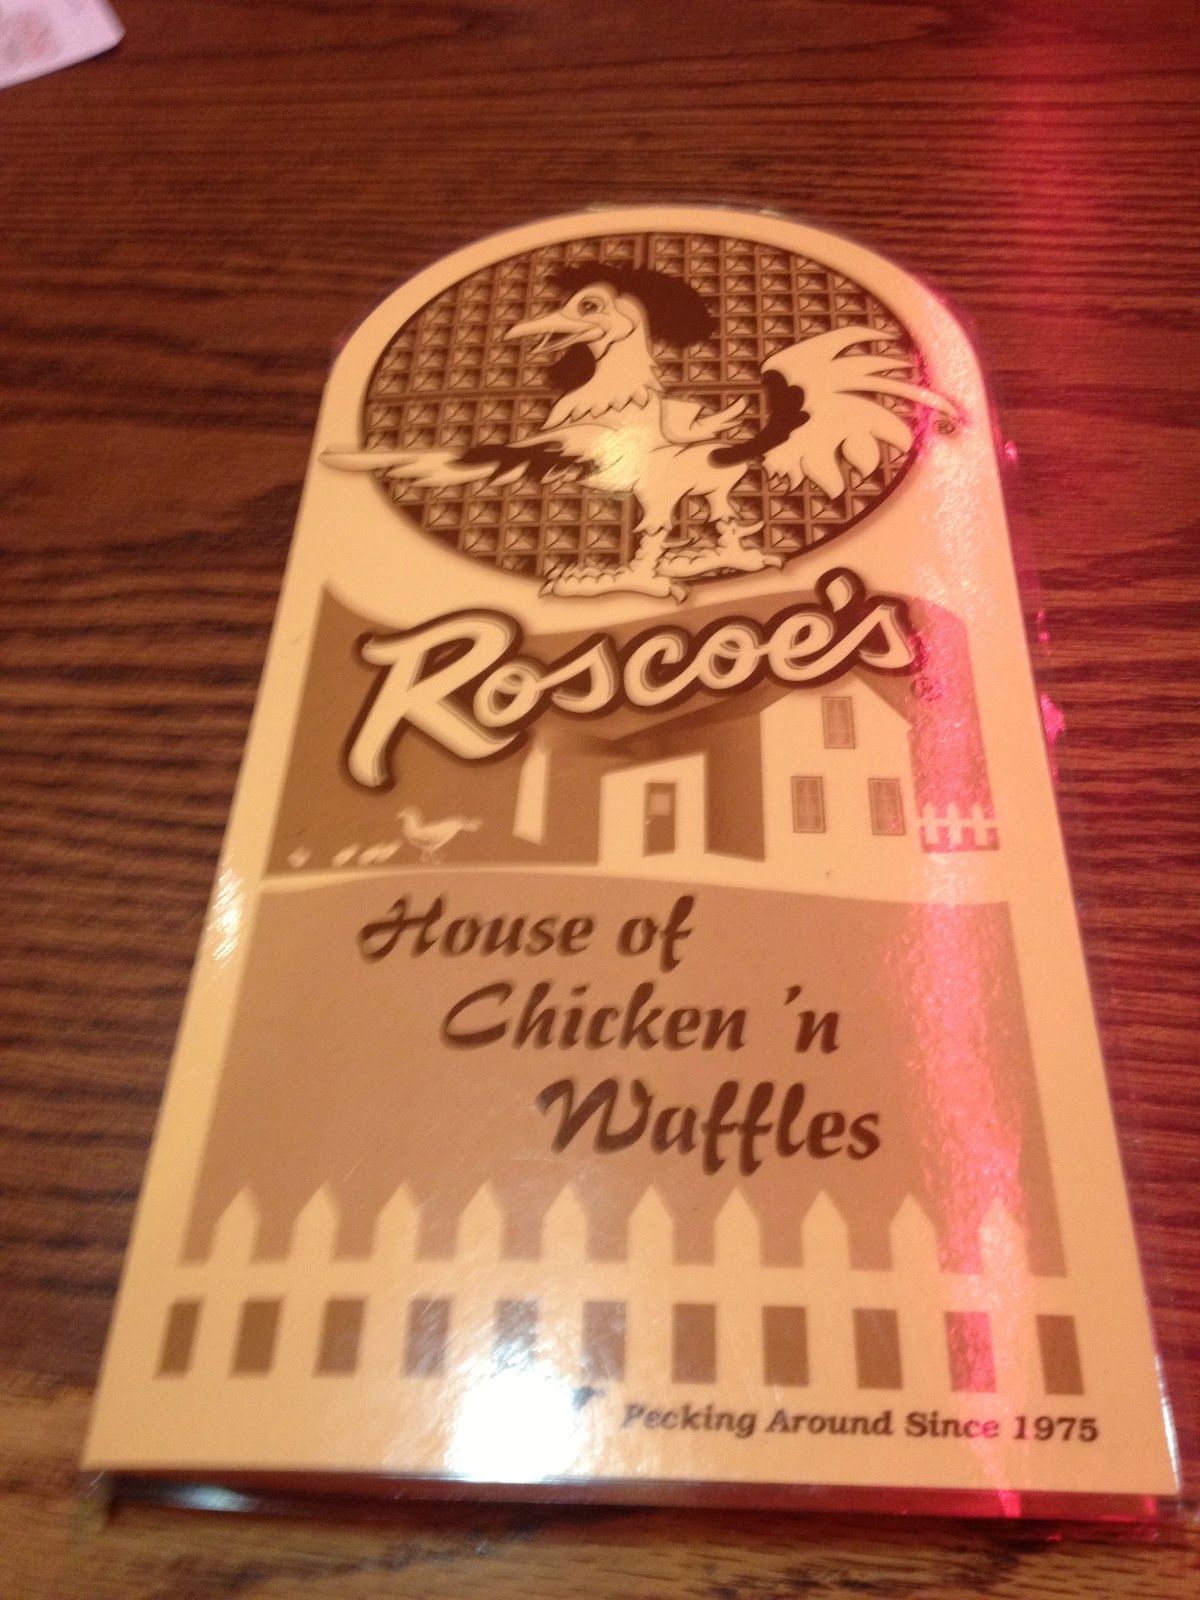 Roscoe's®
House of
Chicken 'n
Waffles
Pecking Around Since 1975